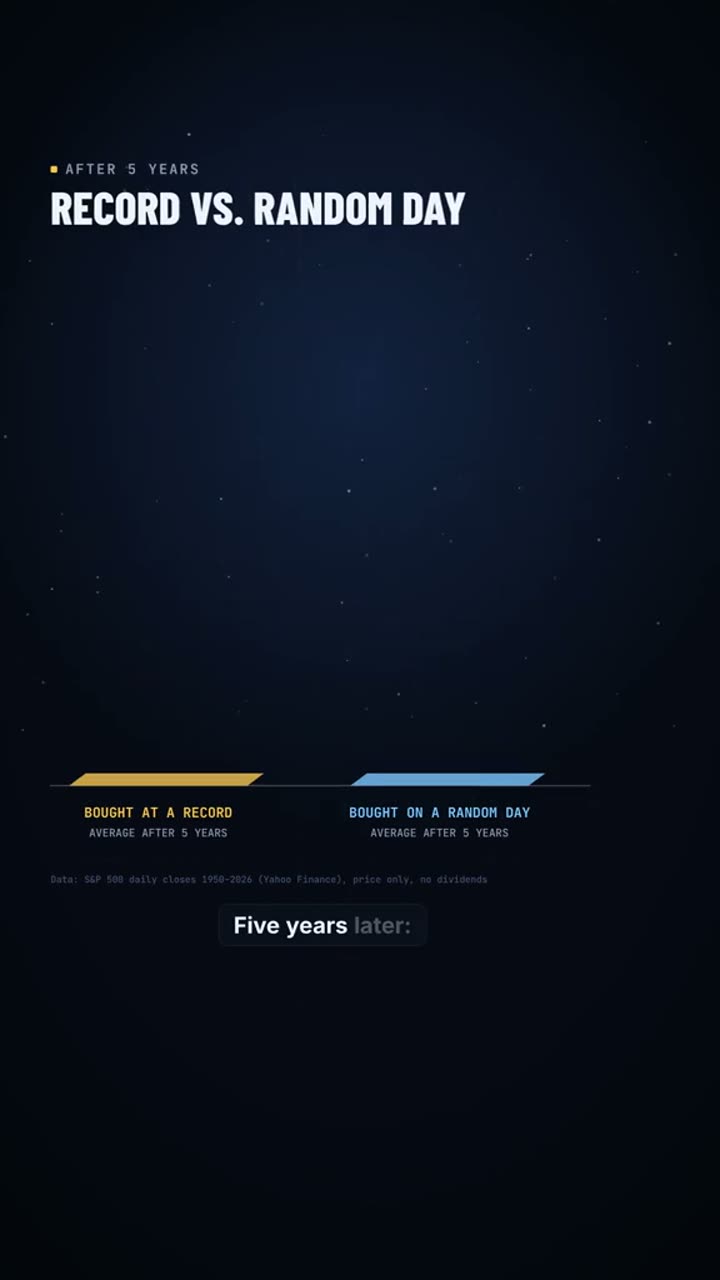 AFTER 5 YEARS
RECORD VS. RANDOM DAY
BOUGHT AT A RECORD
AVERAGE AFTER 5 YEARS
BOUGHT ON A RANDOM DAY
AVERAGE AFTER 5 YEARS
Data: S&P 500 daily closes 1950–2026 (Yahoo Finance), price only, no dividends
Five years later: